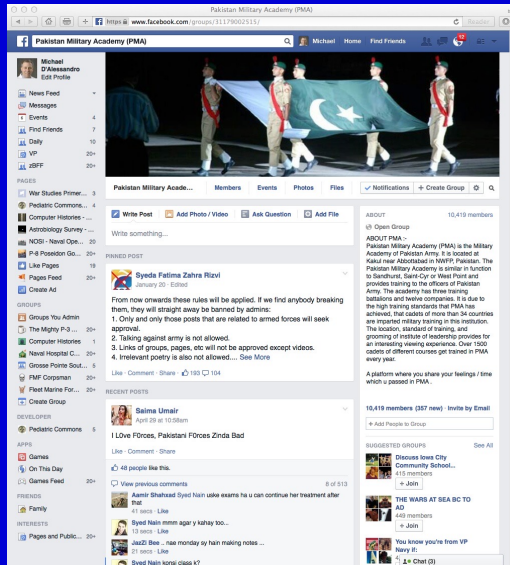 Pakistan Military Academy (PMA)
https www.facebook.com/groups/31179002515/
Reader
Pakistan Military Academy (PMA)
Michael
Home
Find Friends
12
Michael
D'Alessandro
Edit Profile
News Feed
Messages
Events 4
Find Friends 7
Daily 10
VP 20+
zBFF 20+
PAGES
War Studies Primer... 3
Pediatric Commons... 4
Computer Histories - ...
Astrobiology Survey - ...
NOSI - Naval Ope... 20
P-8 Poseidon Go... 20+
Like Pages 19
Pages Feed 20+
Create Ad
GROUPS
Groups You Admin
The Mighty P-3 ... 20+
Computer Histories 1
Naval Hospital C... 20+
Grosse Pointe Sout... 5
FMF Corpsman 20+
Fleet Marine For... 20+
Create Group
DEVELOPER
Pediatric Commons 5
APPS
Games
On This Day
Games Feed 20+
FRIENDS
Family
INTERESTS
Pages and Public... 20+
Pakistan Military Acade...
Members
Events
Photos
Files
Notifications
+ Create Group
Write Post
Add Photo / Video
Ask Question
Add File
Write something...
PINNED POST
Syeda Fatima Zahra Rizvi
January 20 · Edited
From now onwards these rules will be applied. If we find anybody breaking
them, they will straight away be banned by admins:
1. Only and only those posts that are related to armed forces will seek
approval.
2. Talking against army is not allowed.
3. Links of groups, pages, etc will not be approved except videos.
4. Irrelevant poetry is also not allowed.... See More
Like · Comment · Share · 193 104
RECENT POSTS
Saima Umair
April 29 at 10:58am
I L0ve F0rces, Pakistani F0rces Zinda Bad
Like · Comment · Share
48 people like this.
View previous comments
8 of 513
Aamir Shahzad Syed Nain uske exams ha u can continue her treatment after
that
41 secs · Like
Syed Nain mmm agar y kahay too...
13 secs · Like
JazZi Bee .. nae monday sy hain making notes ...
21 secs · Like
Syed Nain konsi class k?
ABOUT
10,419 members
Open Group
ABOUT PMA :-
Pakistan Military Academy (PMA) is the Military
Academy of Pakistan Army. It is located at
Kakul near Abbottabad in NWFP, Pakistan. The
Pakistan Military Academy is similar in function
to Sandhurst, Saint-Cyr or West Point and
provides training to the officers of Pakistan
Army. The academy has three training
battalions and twelve companies. It is due to
the high training standards that PMA has
achieved, that cadets of more than 34 countries
are imparted military training in this institution.
The location, standard of training, and
grooming of institute of leadership provides for
an interesting viewing experience. Over 1500
cadets of different courses get trained in PMA
every year.
A platform where you share your feelings / time
which u passed in PMA .
10,419 members (357 new) · Invite by Email
+ Add People to Group
SUGGESTED GROUPS
See All
Discuss Iowa City
Community School...
415 members
+ Join
THE WARS AT SEA BC TO
AD
449 members
+ Join
You know you're from VP
Navy if:
Chat (3)